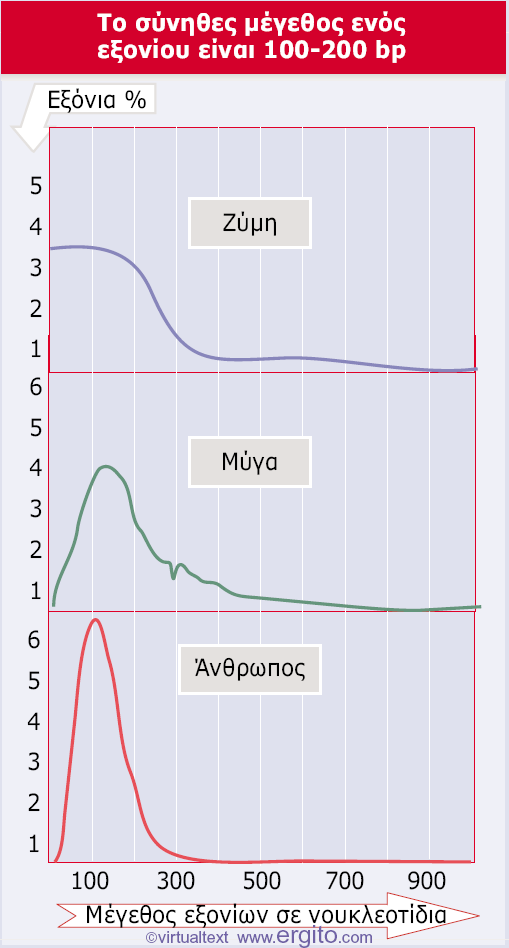 Το σύνηθες μέγεθος ενός
εξονίου είναι 100-200 bp
Εξόνια %
5
4
3
2
1
Ζύμη
6
5
4
3
2
1
Μύγα
6
5
4
3
2
1
Άνθρωπος
100 300 500 700 900
Μέγεθος εξονίων σε νουκλεοτίδια
©virtualtext www.ergito.com